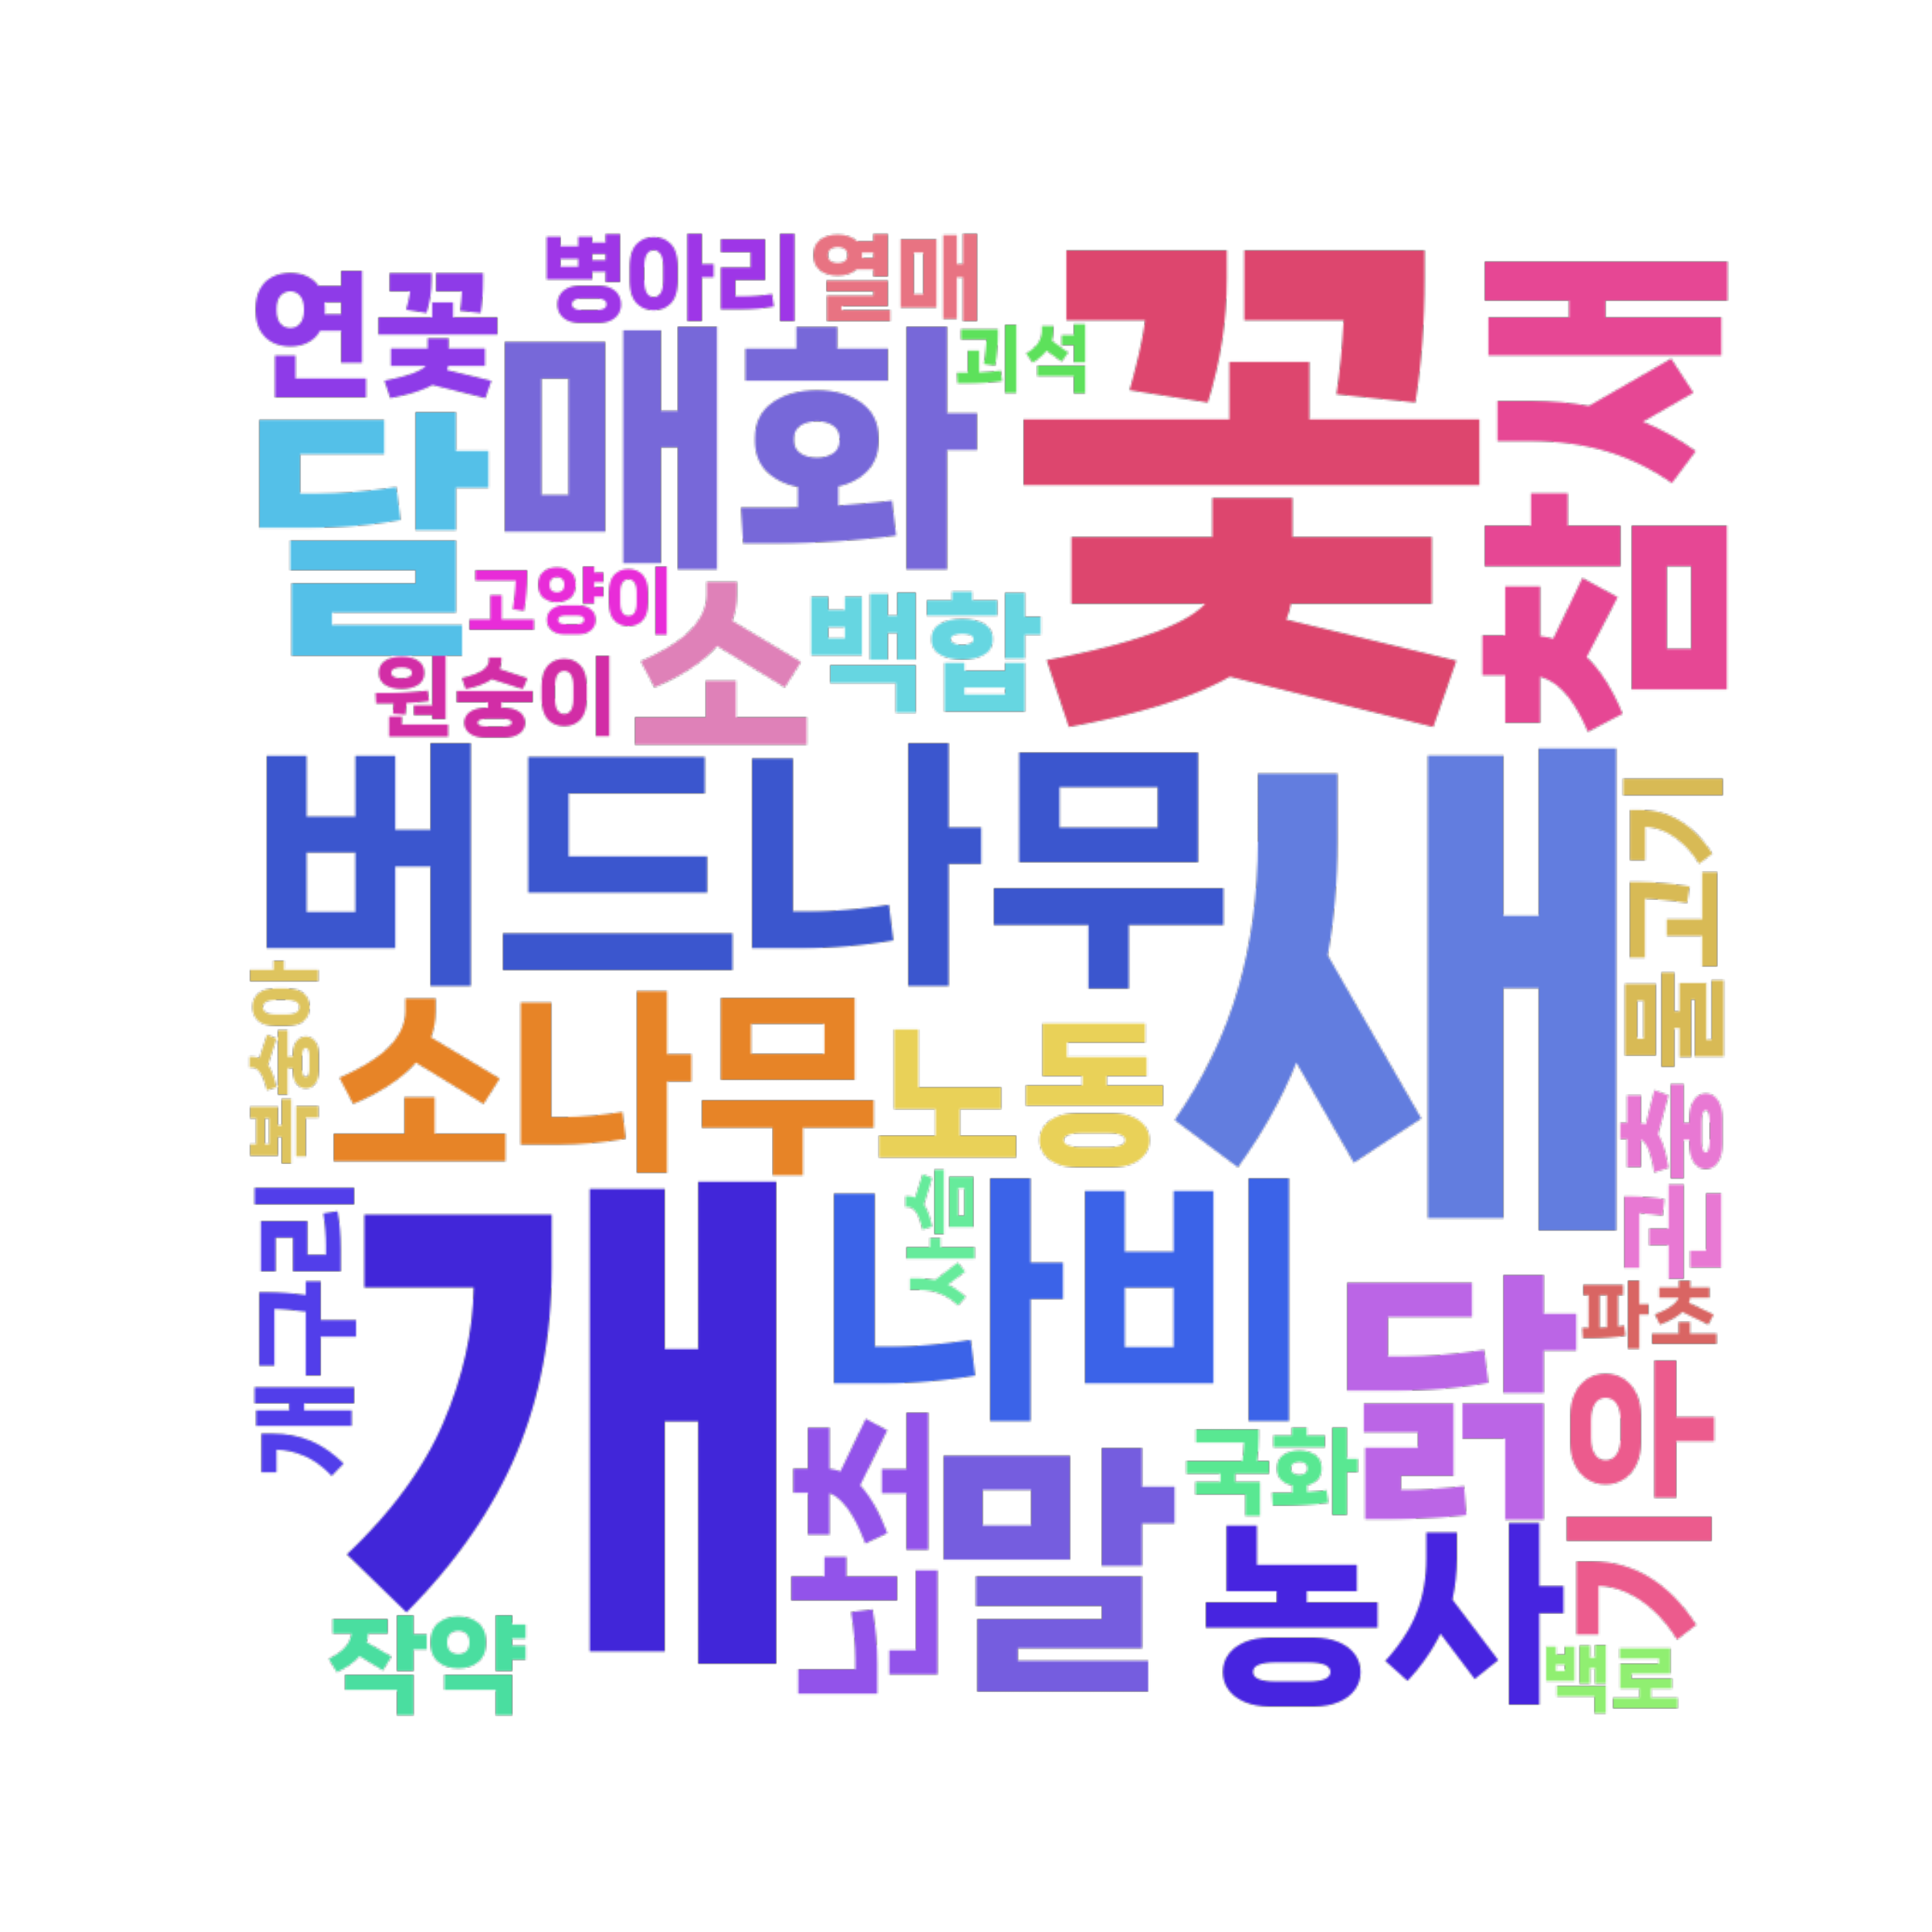 병아리
열매
연꽃
매화
괴석
꽃
참새
달
고양이
백합
원숭이
소
버드나무
새
물고기
복숭아
소나무
노동
곤충
개구리
개
사슴
나비
닭
파초
기우
난초
말
국화
농사
작약
백로